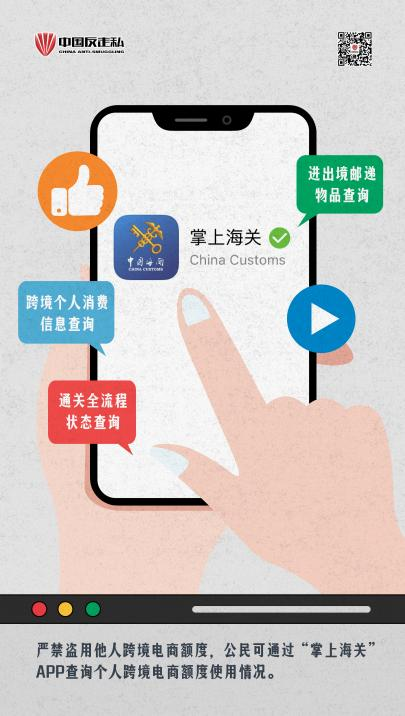 中国反走私
CHINA ANTI-SMUGGLING
进出境邮递
物品查询
掌上海关
China Customs
中国海关
CHINA CUSTOMS
跨境个人消费
信息查询
通关全流程
状态查询
严禁盗用他人跨境电商额度，公民可通过“掌上海关”
APP查询个人跨境电商额度使用情况。